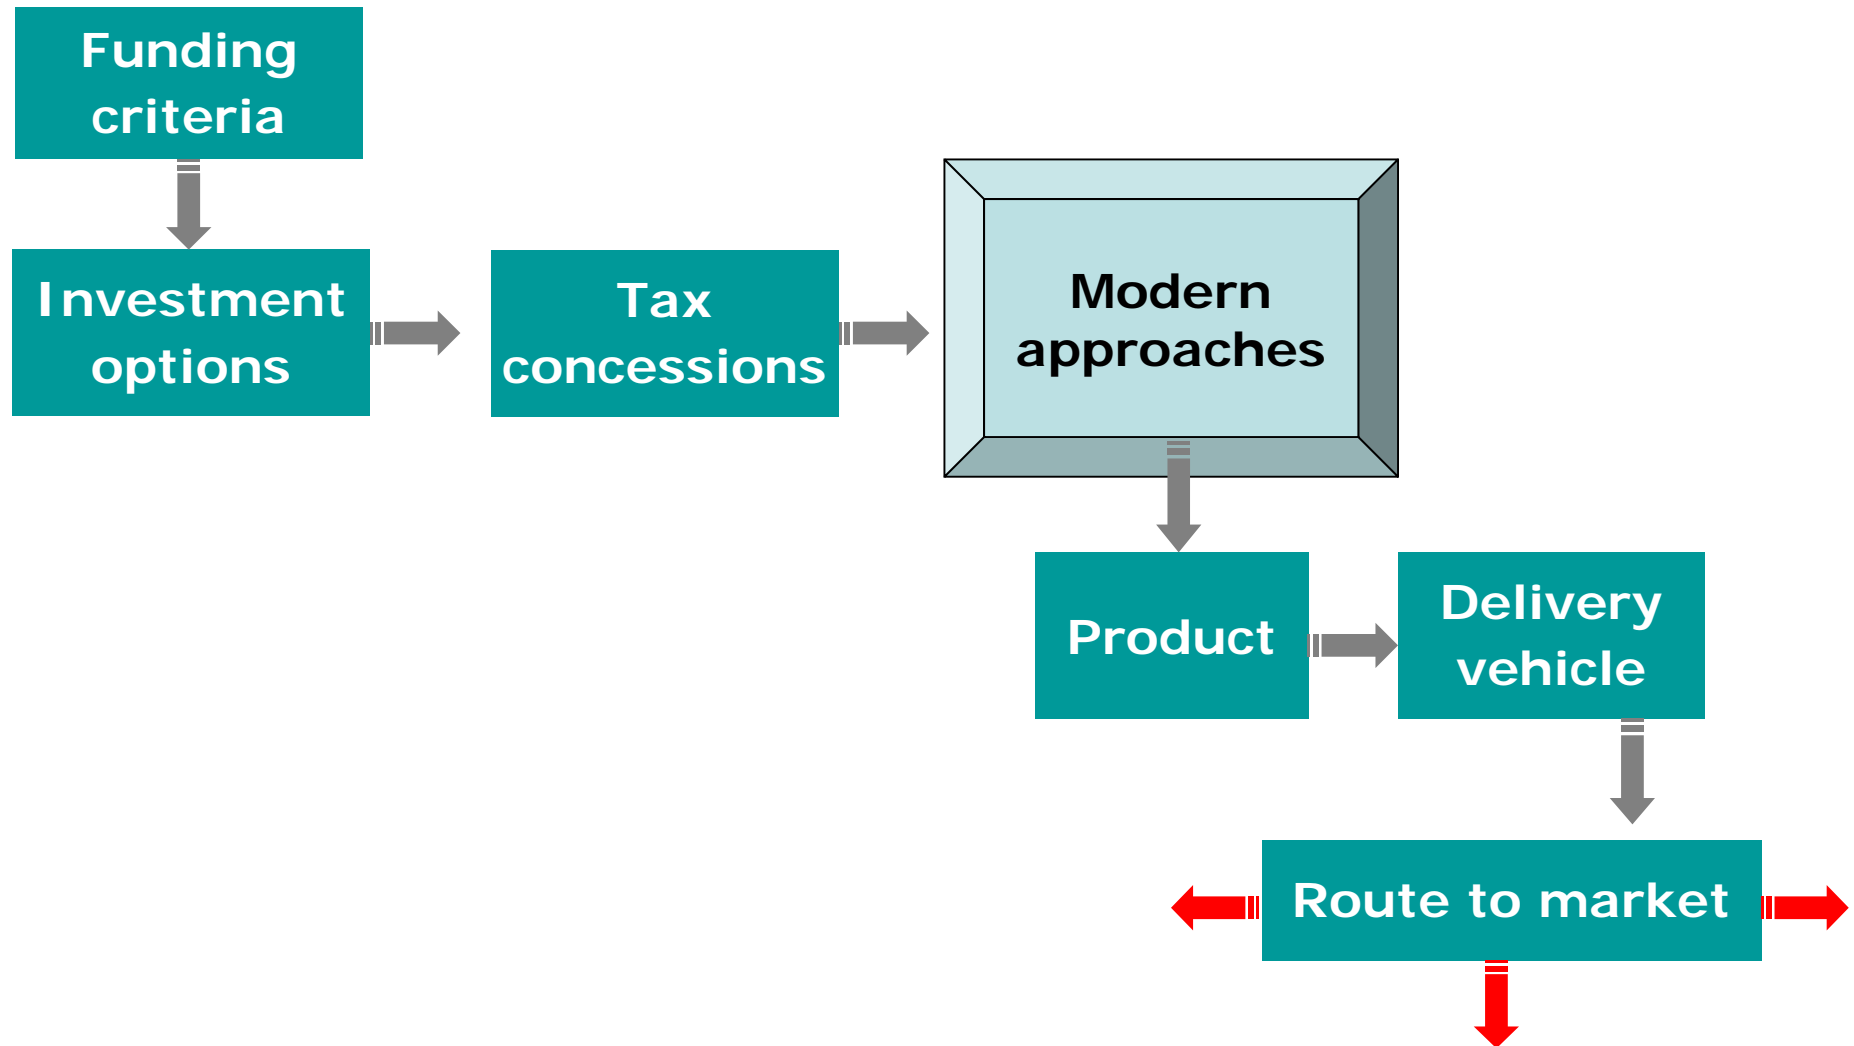 Funding
criteria
Investment
options
Tax
concessions
Modern
approaches
Product
Delivery
vehicle
Route to market